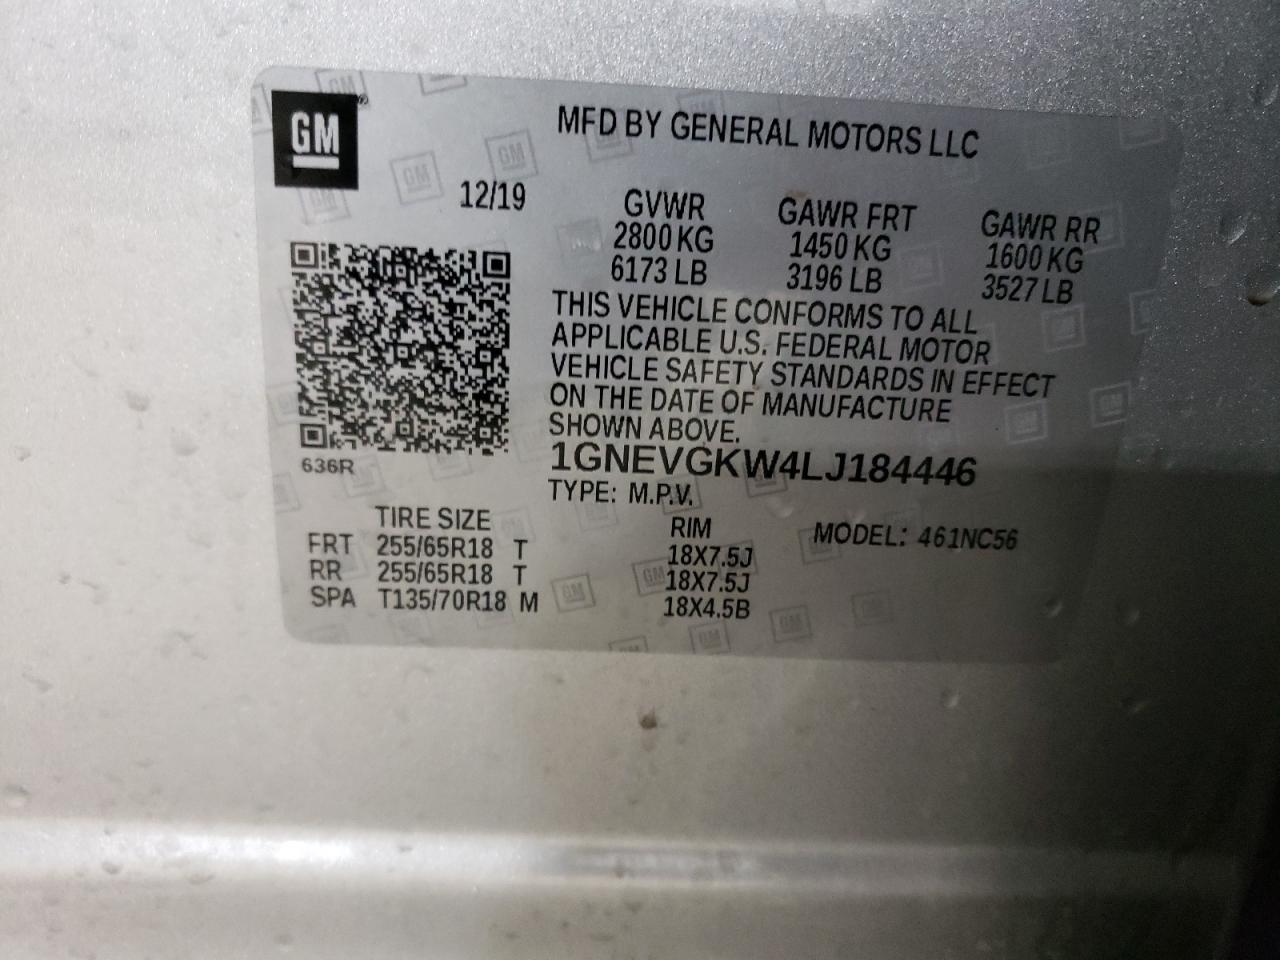 GM
MFD BY GENERAL MOTORS LLC
12/19
GVWR GAWR FRT GAWR RR
2800 KG 1450 KG 1600 KG
6173 LB 3196 LB 3527 LB
THIS VEHICLE CONFORMS TO ALL
APPLICABLE U.S. FEDERAL MOTOR
VEHICLE SAFETY STANDARDS IN EFFECT
ON THE DATE OF MANUFACTURE
SHOWN ABOVE.
636R
1GNEVGKW4LJ184446
TYPE: M.P.V.
TIRE SIZE RIM MODEL: 461NC56
FRT 255/65R18 T 18X7.5J
RR 255/65R18 T 18X7.5J
SPA T135/70R18 M 18X4.5B